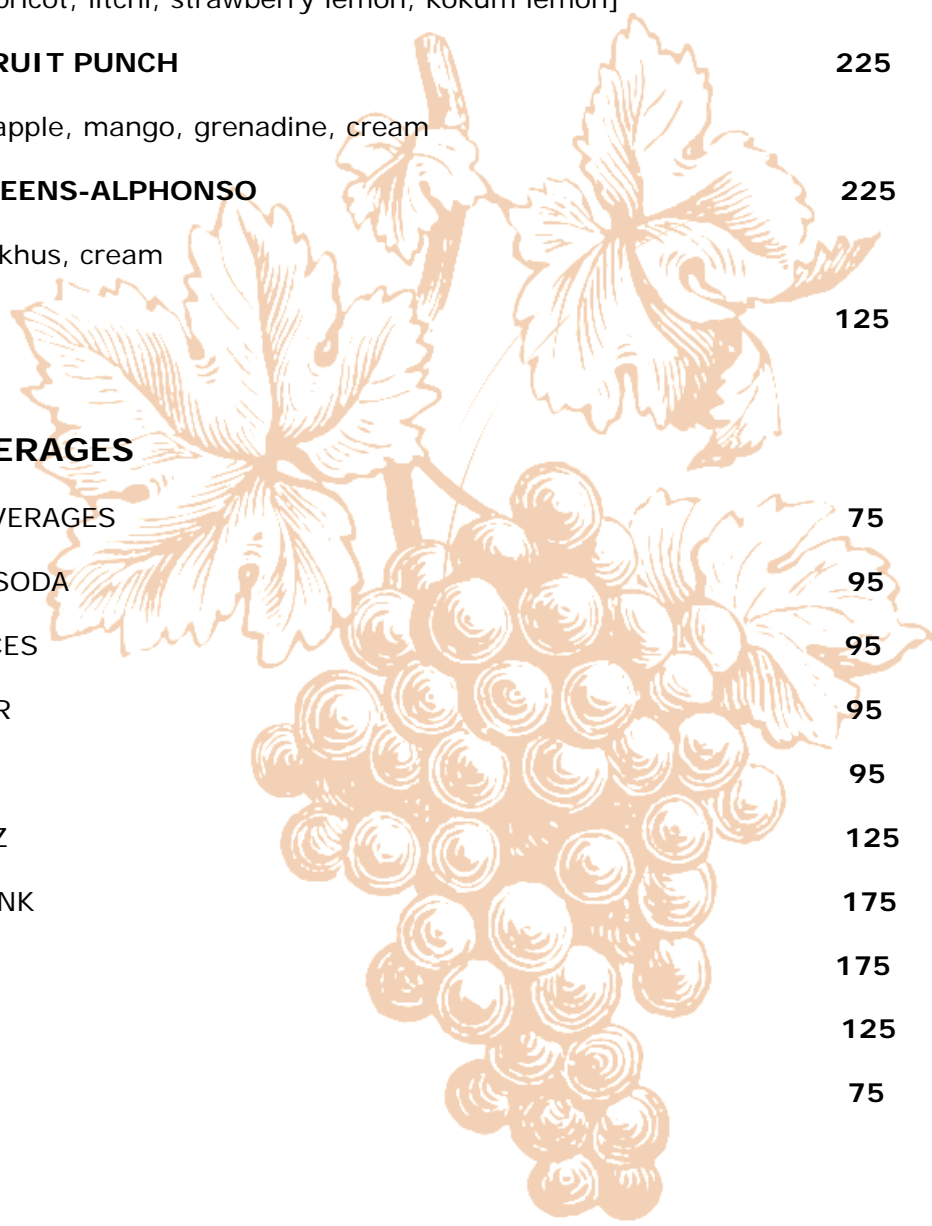 pricot, litchi, strawberry lemon, kokum lemon]
RUIT PUNCH 225
apple, mango, grenadine, cream
EENS-ALPHONSO 225
khus, cream
125
ERAGES
VERAGES 75
SODA 95
CES 95
R 95
95
Z 125
NK 175
175
125
75